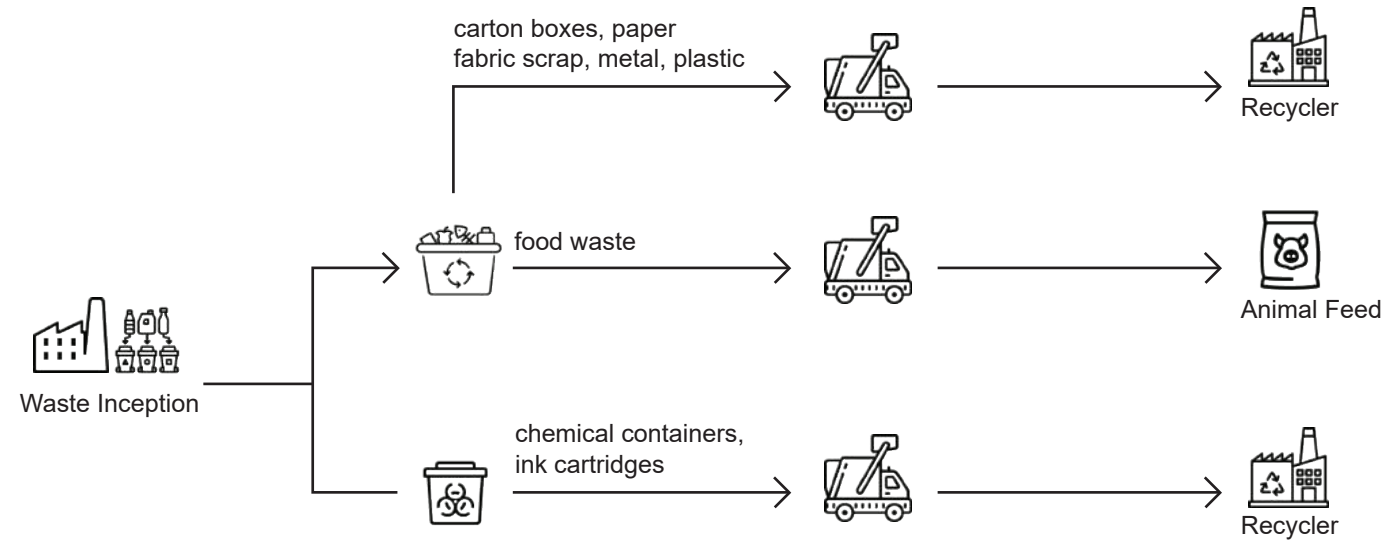 carton boxes, paper
fabric scrap, metal, plastic
Recycler
food waste
Animal Feed
Waste Inception
chemical containers,
ink cartridges
Recycler